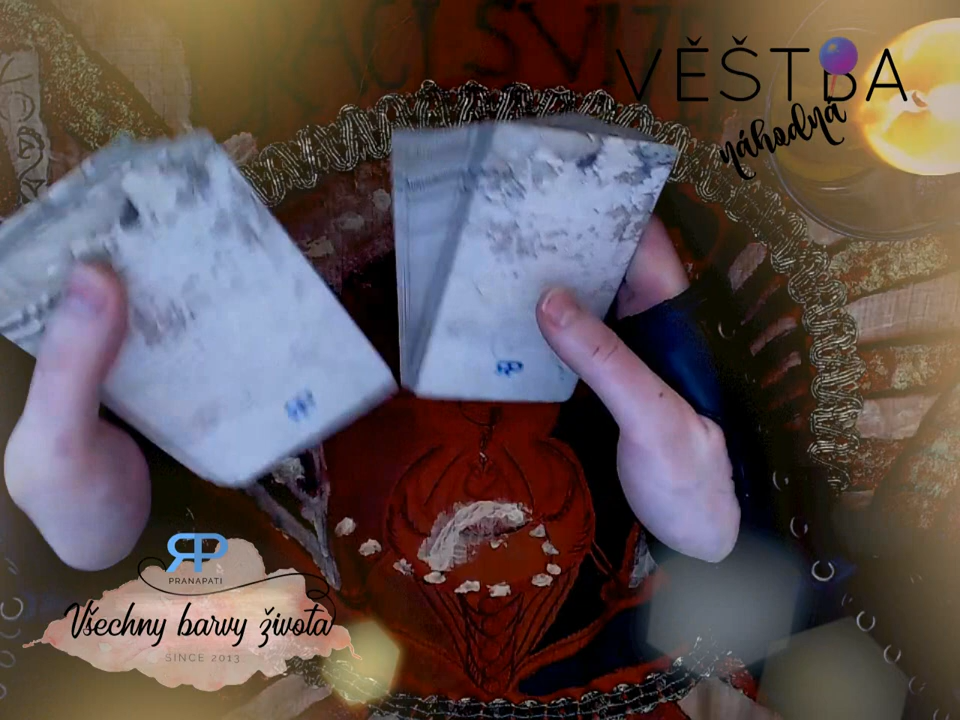 VĚŠTBA
náhodná
PRANAPATI
Všechny barvy života
SINCE 2013